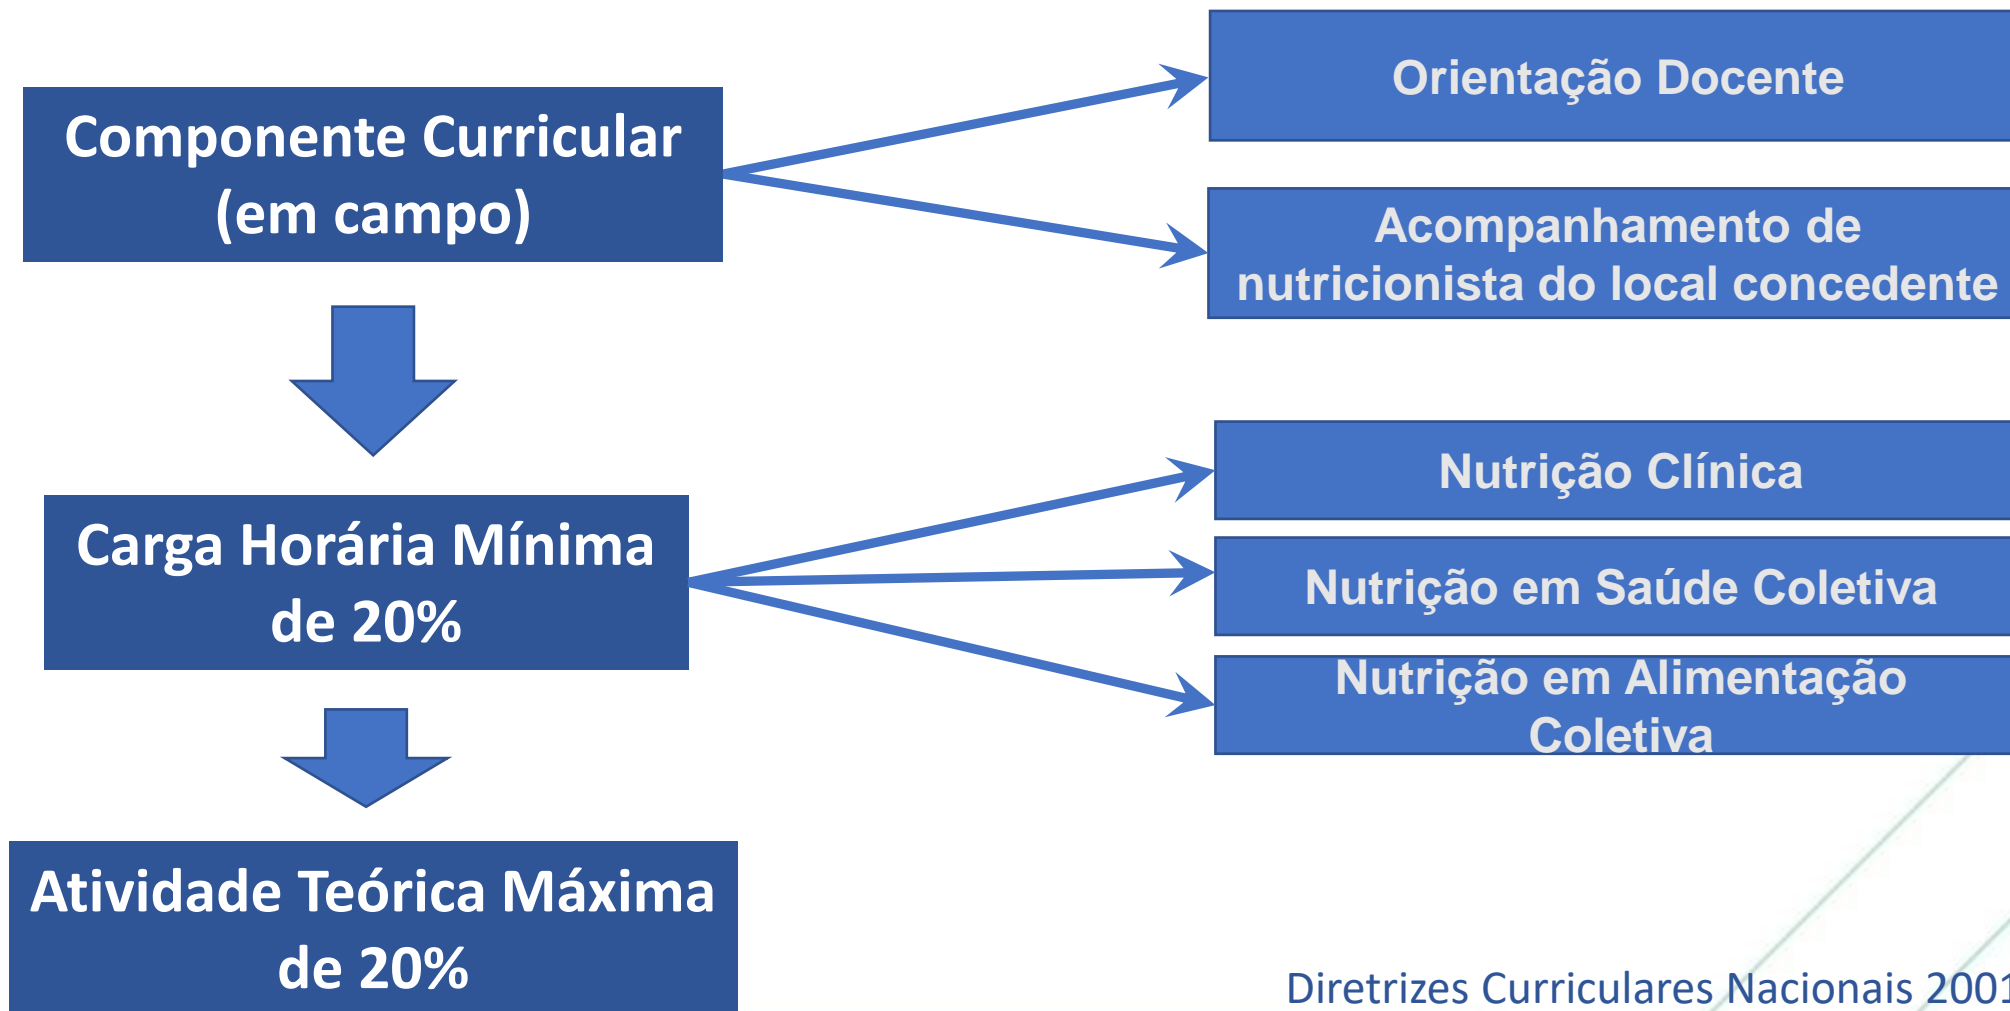 Orientação Docente
Componente Curricular
(em campo)
Acompanhamento de
nutricionista do local concedente
Nutrição Clínica
Carga Horária Mínima
de 20%
Nutrição em Saúde Coletiva
Nutrição em Alimentação
Coletiva
Atividade Teórica Máxima
de 20%
Diretrizes Curriculares Nacionais 2001